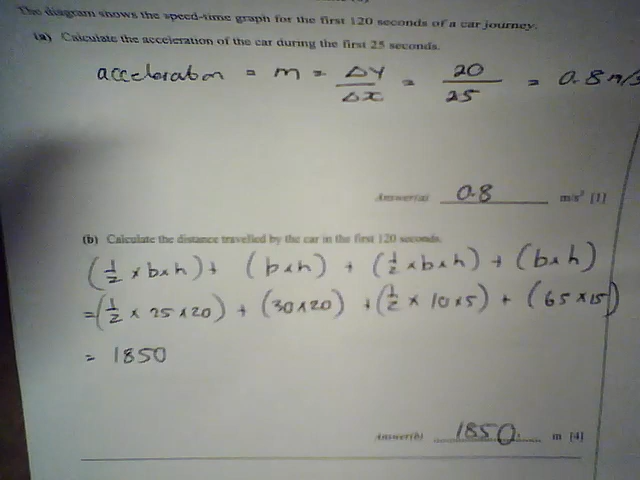 The diagram shows the speed-time graph for the first 120 seconds of a car journey.
(a) Calculate the acceleration of the car during the first 25 seconds.
acceleration = m = ΔY/Δx = 20/25 = 0.8 m/s
Answer(a) 0.8 m/s² [1]
(b) Calculate the distance travelled by the car in the first 120 seconds.
(1/2 × b×h) + (b×h) + (1/2 × b×h) + (b×h)
=(1/2 × 25 × 20) + (30×20) + (1/2 × 10×5) + (65×15)
= 1850
Answer(b) 1850. m [4]